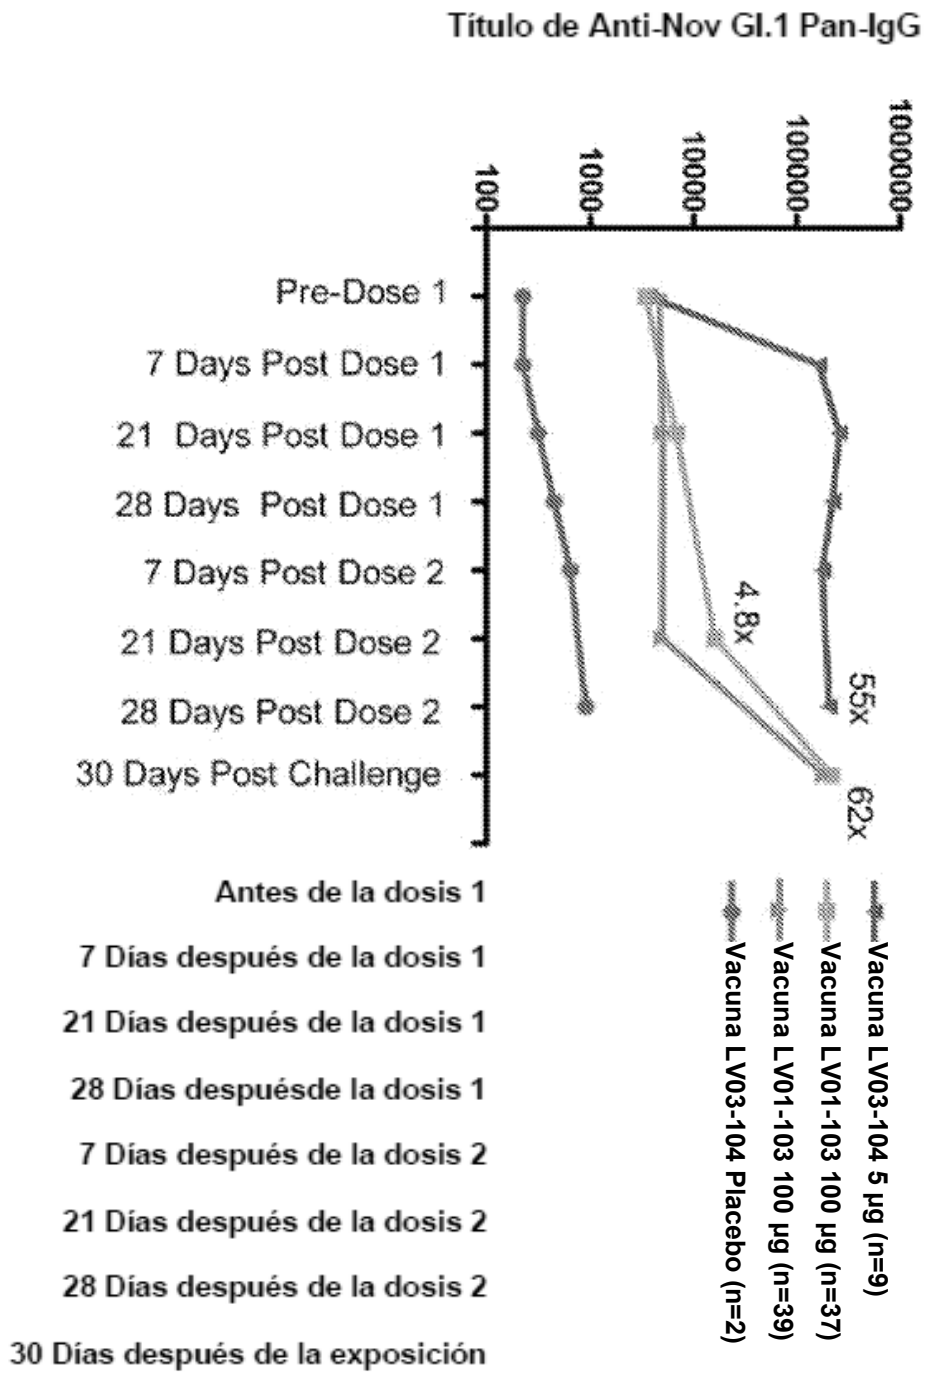 Título de Anti-Nov GI.1 Pan-IgG
100
1000
10000
100000
1000000
Pre-Dose 1
7 Days Post Dose 1
21 Days Post Dose 1
28 Days Post Dose 1
7 Days Post Dose 2
21 Days Post Dose 2
28 Days Post Dose 2
30 Days Post Challenge
4.8x
55x
62x
Vacuna LV03-104 5 µg (n=9)
Vacuna LV01-103 100 µg (n=37)
Vacuna LV01-103 100 µg (n=39)
Vacuna LV03-104 Placebo (n=2)
Antes de la dosis 1
7 Días después de la dosis 1
21 Días después de la dosis 1
28 Días despuésde la dosis 1
7 Días después de la dosis 2
21 Días después de la dosis 2
28 Días después de la dosis 2
30 Días después de la exposición